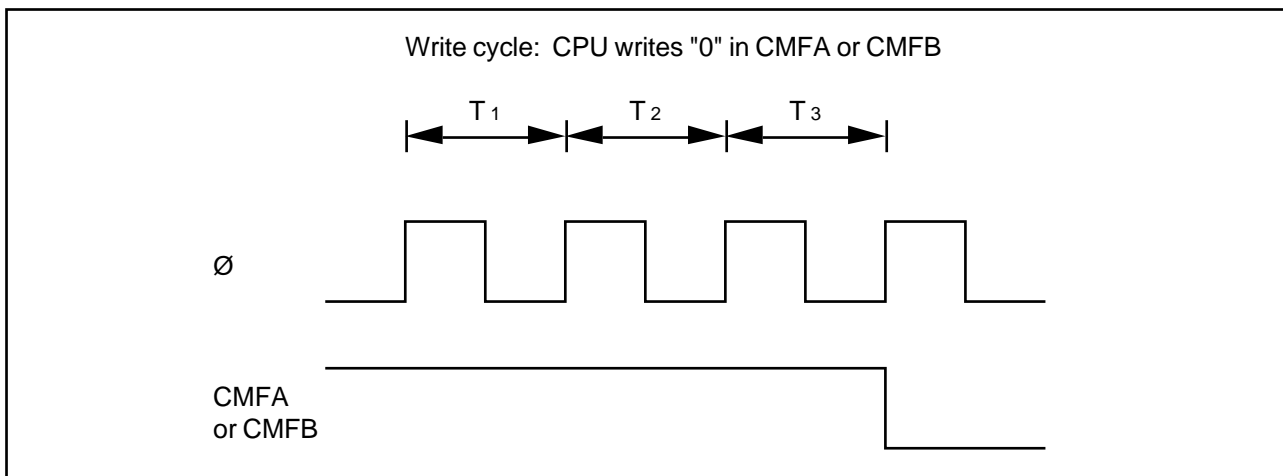 Write cycle: CPU writes "0" in CMFA or CMFB
T 1 T 2 T 3
Ø
CMFA
or CMFB